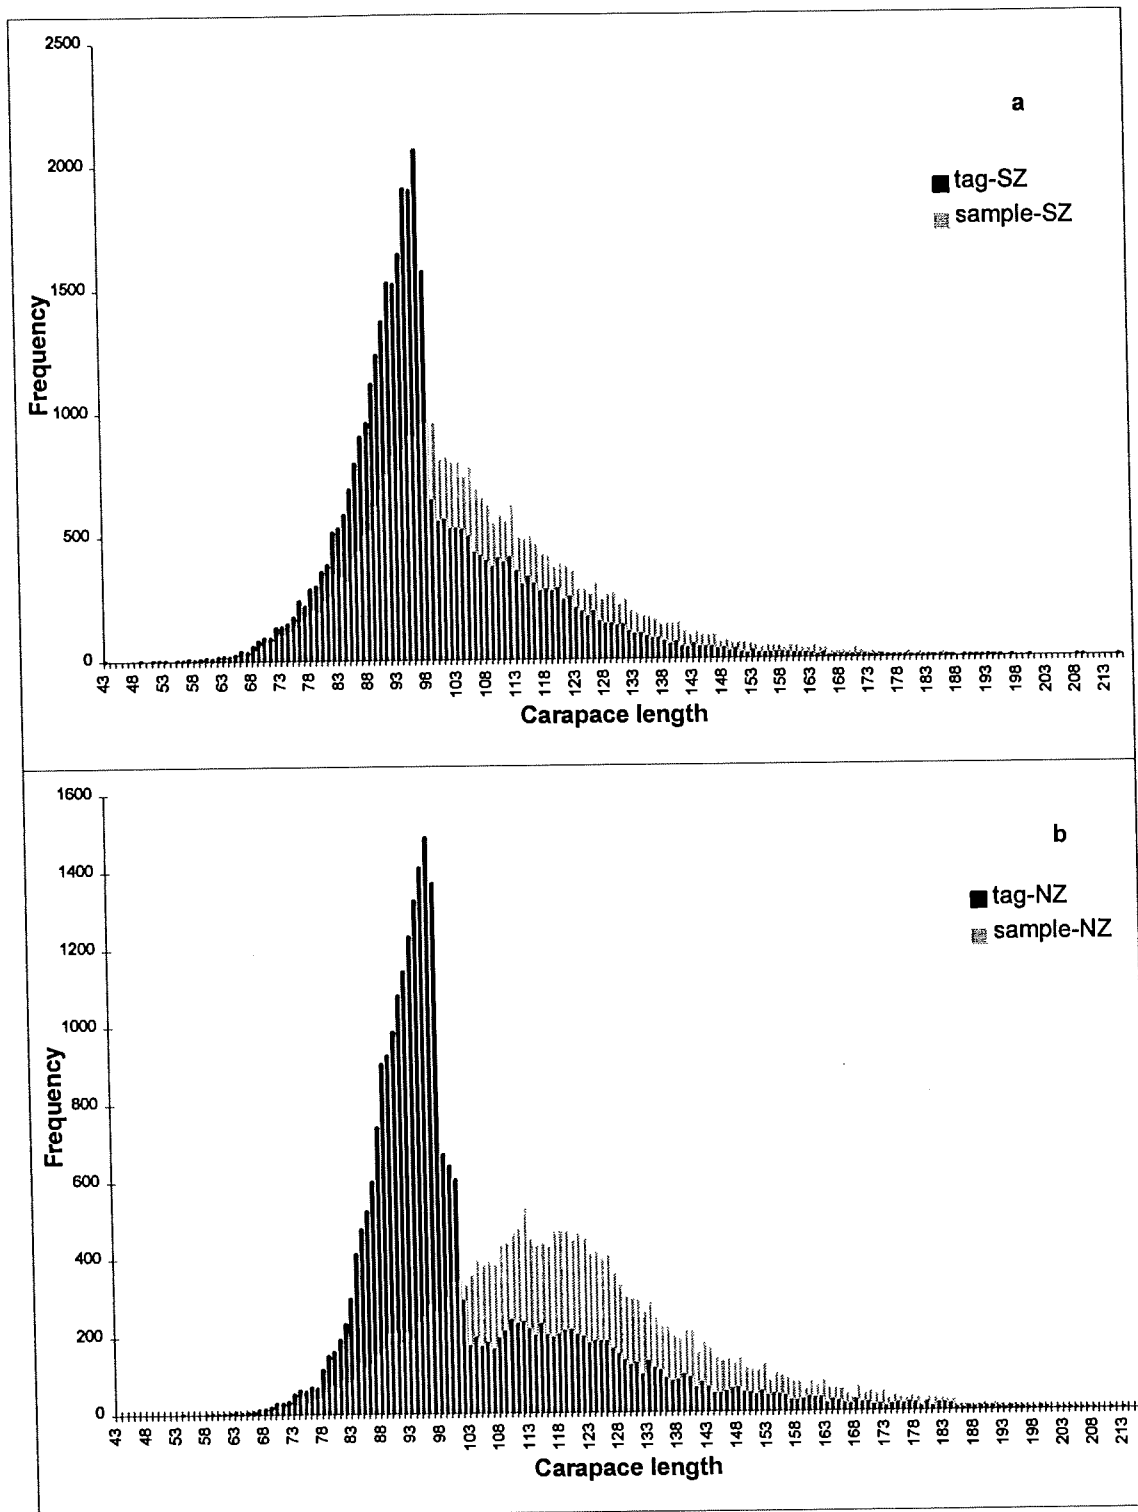 2500
a
2000
tag-SZ
sample-SZ
1500
Frequency
1000
500
0
43 48 53 58 63 68 73 78 83 88 93 98 103 108 113 118 123 128 133 138 143 148 153 158 163 168 173 178 183 188 193 198 203 208 213
Carapace length
1600
b
1400
tag-NZ
sample-NZ
1200
1000
Frequency
800
600
400
200
0
43 48 53 58 63 68 73 78 83 88 93 98 103 108 113 118 123 128 133 138 143 148 153 158 163 168 173 178 183 188 193 198 203 208 213
Carapace length